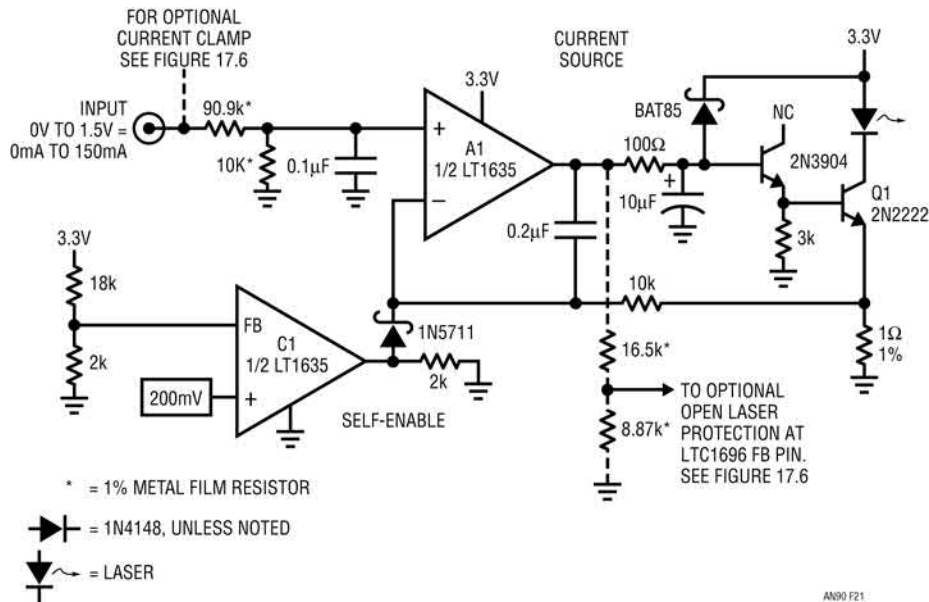 FOR OPTIONAL
CURRENT CLAMP
SEE FIGURE 17.6
INPUT
0V TO 1.5V =
0mA TO 150mA
90.9k*
10K*
0.1µF
3.3V
+
A1
1/2 LT1635
−
CURRENT
SOURCE
BAT85
100Ω
+
10µF
0.2µF
NC
2N3904
3k
3.3V
Q1
2N2222
10k
1Ω
1%
3.3V
18k
2k
200mV
FB
C1
1/2 LT1635
+
1N5711
2k
SELF-ENABLE
16.5k*
8.87k*
TO OPTIONAL
OPEN LASER
PROTECTION AT
LTC1696 FB PIN.
SEE FIGURE 17.6
* = 1% METAL FILM RESISTOR
= 1N4148, UNLESS NOTED
= LASER
AN90 F21